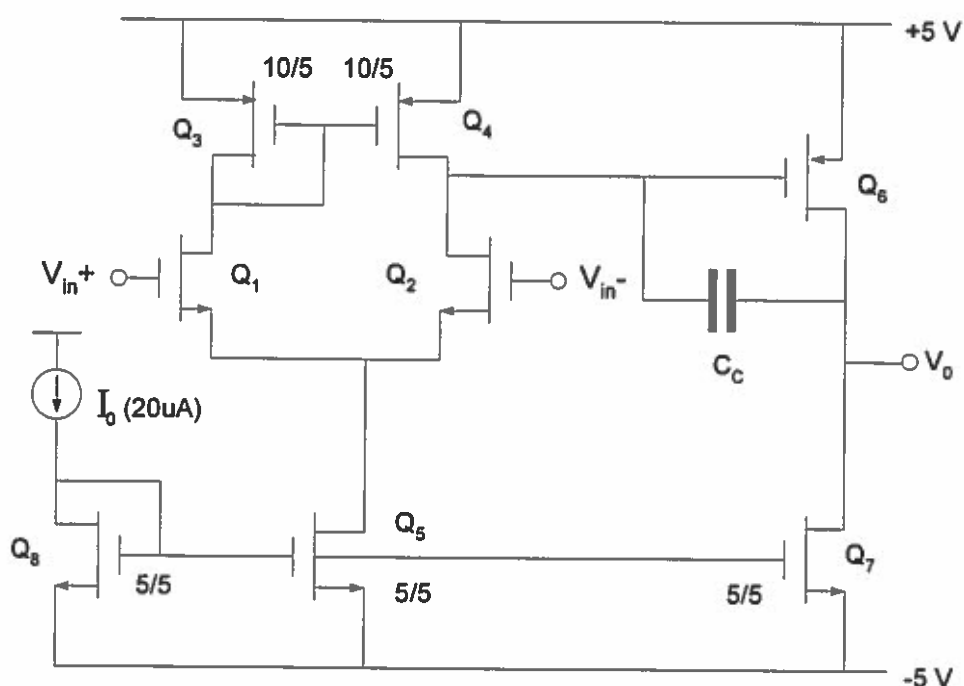 +5 V
10/5 10/5
Q3
Q4
Q6
Vin+
Q1
Q2
Vin-
CC
V0
I0 (20uA)
Q8
Q5
Q7
5/5
5/5
5/5
-5 V